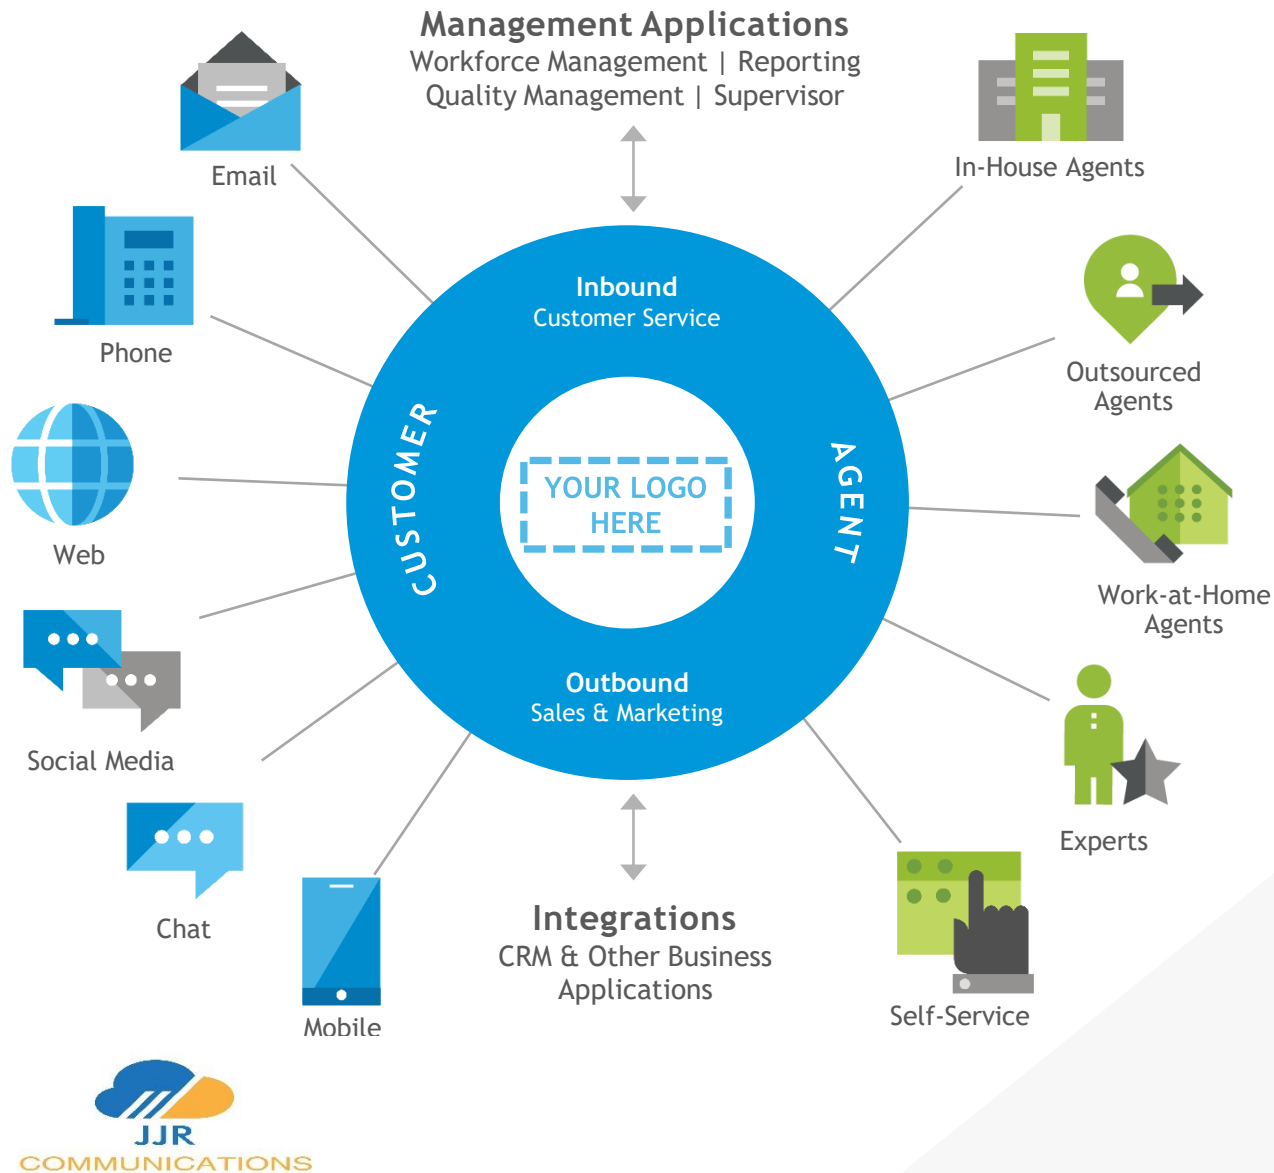 Management Applications
Workforce Management | Reporting
Quality Management | Supervisor
Email
Phone
Web
Social Media
Chat
Mobile
Inbound
Customer Service
CUSTOMER
YOUR LOGO
HERE
AGENT
Outbound
Sales & Marketing
In-House Agents
Outsourced
Agents
Work-at-Home
Agents
Experts
Self-Service
Integrations
CRM & Other Business
Applications
JJR
COMMUNICATIONS